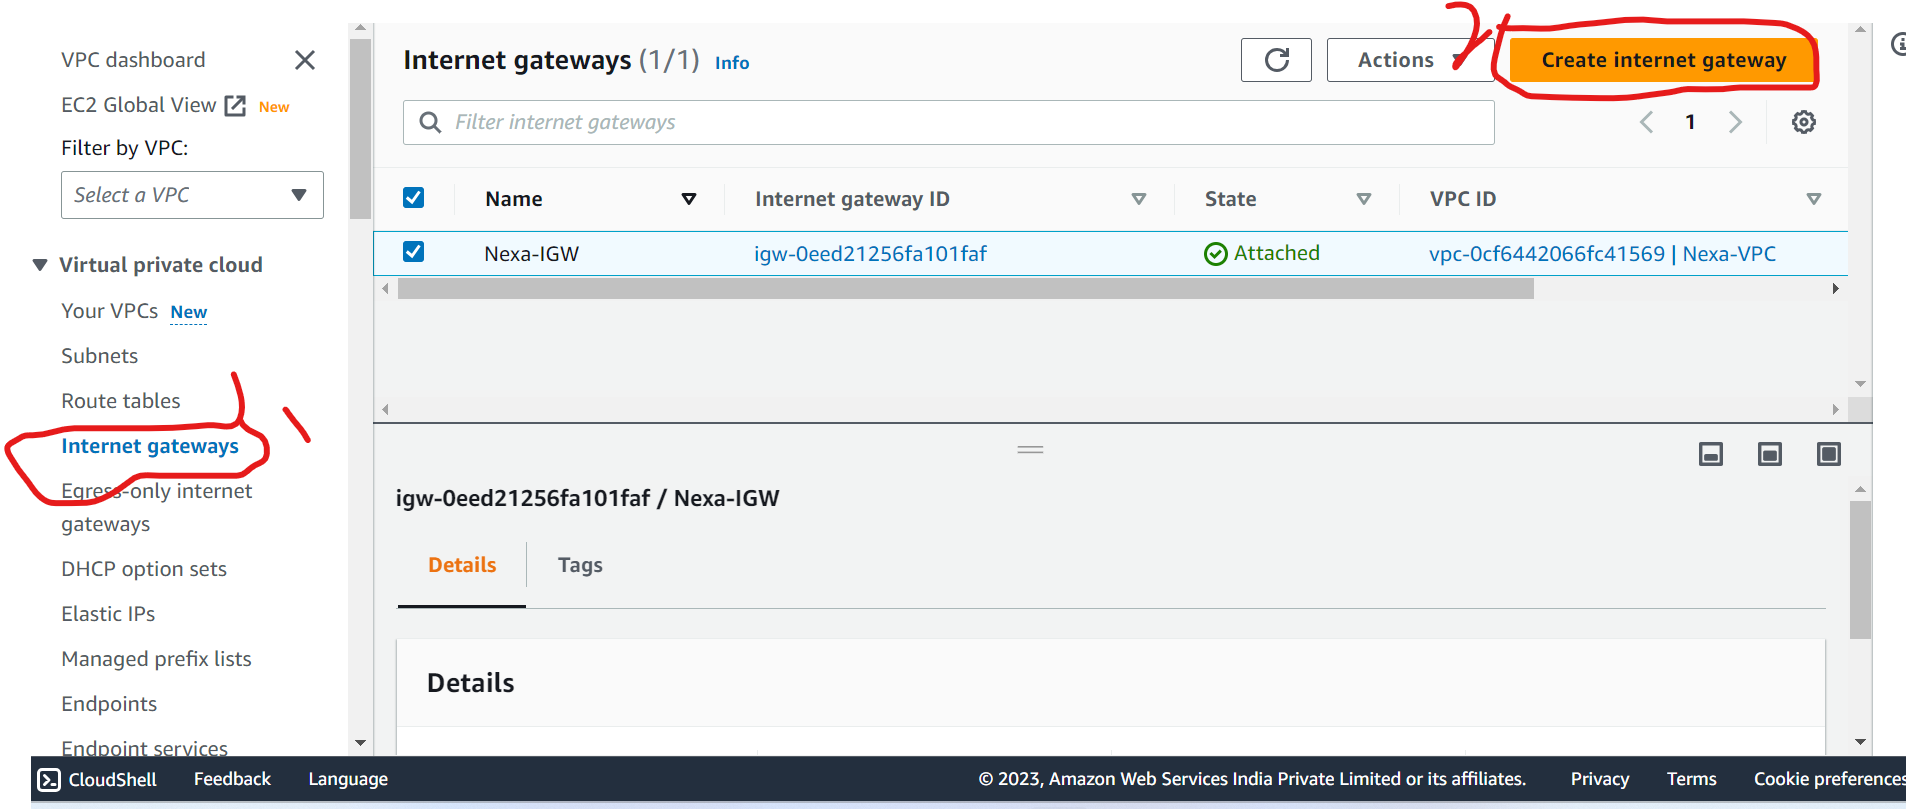 VPC dashboard
EC2 Global View New
Filter by VPC:
Select a VPC
Virtual private cloud
Your VPCs New
Subnets
Route tables
Internet gateways
Egress-only internet
gateways
DHCP option sets
Elastic IPs
Managed prefix lists
Endpoints
Endpoint services
1
Internet gateways (1/1) Info
Actions
2
Create internet gateway
Filter internet gateways
1
Name Internet gateway ID State VPC ID
Nexa-IGW igw-0eed21256fa101faf Attached vpc-0cf6442066fc41569 | Nexa-VPC
igw-0eed21256fa101faf / Nexa-IGW
Details Tags
Details
CloudShell Feedback Language © 2023, Amazon Web Services India Private Limited or its affiliates. Privacy Terms Cookie preferences